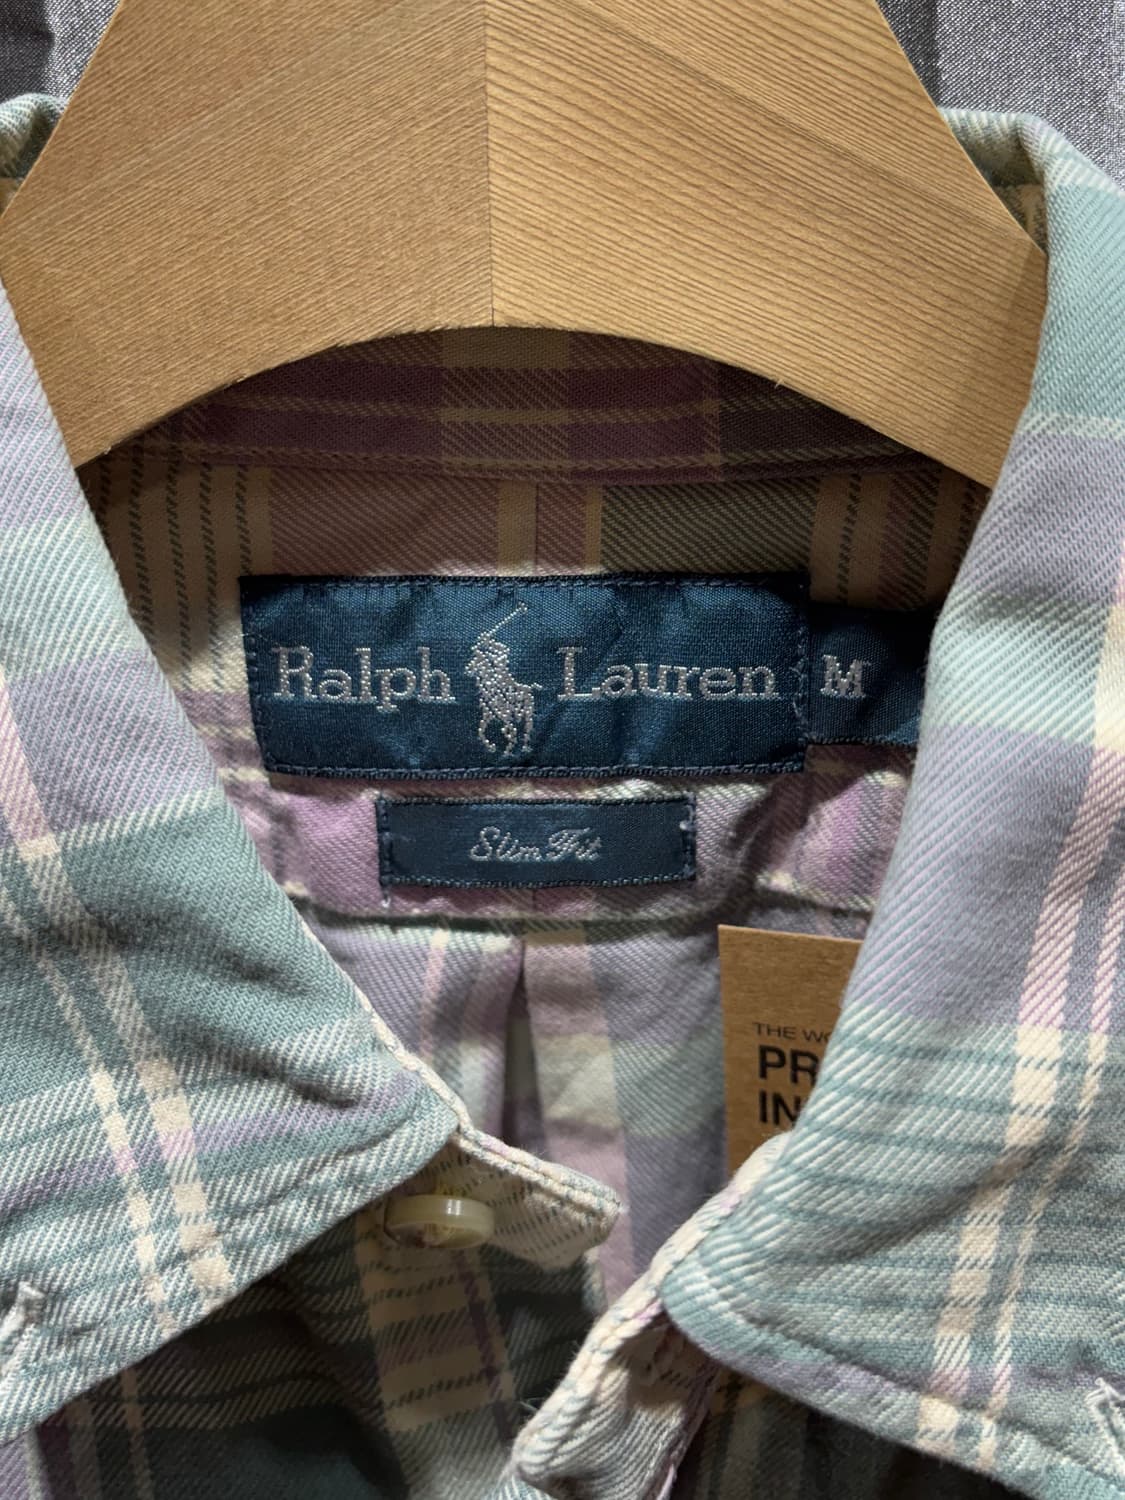 Ralph Lauren M
Slim Fit
THE WO
PR
IN